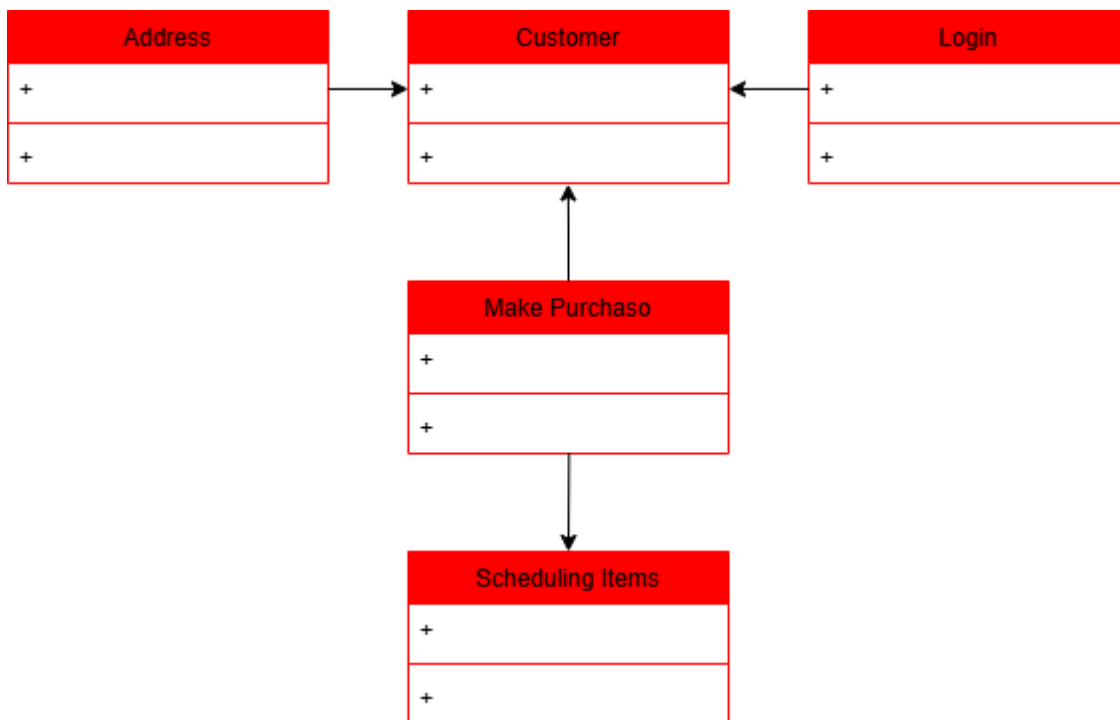 Address
+
+
Customer
+
+
Login
+
+
Make Purchaso
+
+
Scheduling Items
+
+